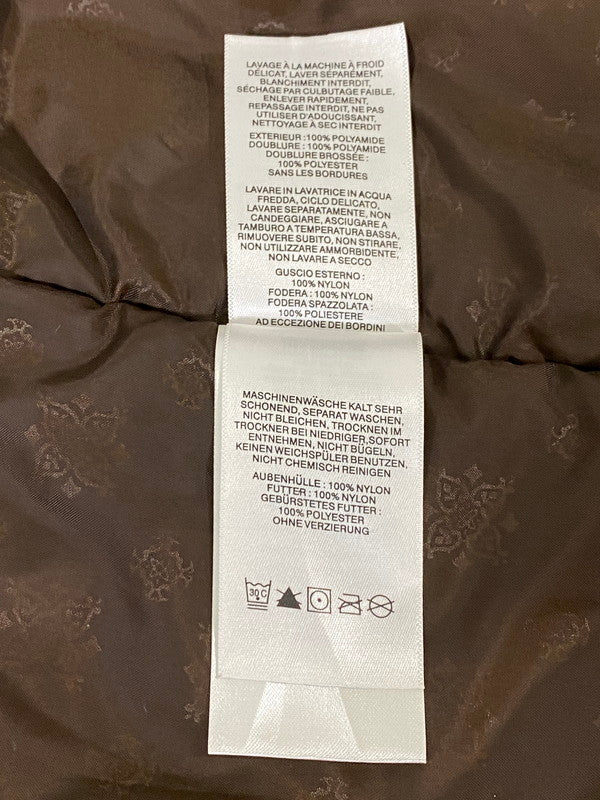 LAVAGE À LA MACHINE À FROID
DÉLICAT, LAVER SÉPARÉMENT,
BLANCHIMENT INTERDIT,
SÉCHAGE PAR CULBUTAGE FAIBLE,
ENLEVER RAPIDEMENT,
REPASSAGE INTERDIT, NE PAS
UTILISER D'ADOUCISSANT,
NETTOYAGE À SEC INTERDIT
EXTERIEUR :100% POLYAMIDE
DOUBLURE : 100% POLYAMIDE
DOUBLURE BROSSÉE :
100% POLYESTER
SANS LES BORDURES
LAVARE IN LAVATRICE IN ACQUA
FREDDA, CICLO DELICATO,
LAVARE SEPARATAMENTE, NON
CANDEGGIARE, ASCIUGARE A
TAMBURO A TEMPERATURA BASSA,
RIMUOVERE SUBITO, NON STIRARE,
NON UTILIZZARE AMMORBIDENTE,
NON LAVARE A SECCO
GUSCIO ESTERNO :
100% NYLON
FODERA : 100% NYLON
FODERA SPAZZOLATA :
100% POLIESTERE
AD ECCEZIONE DEI BORDINI
MASCHINENWÄSCHE KALT SEHR
SCHONEND, SEPARAT WASCHEN,
NICHT BLEICHEN, TROCKNEN IM
TROCKNER BEI NIEDRIGER,SOFORT
ENTNEHMEN, NICHT BÜGELN,
KEINEN WEICHSPÜLER BENUTZEN,
NICHT CHEMISCH REINIGEN
AUßENHÜLLE : 100% NYLON
FUTTER : 100% NYLON
GEBÜRSTETES FUTTER :
100% POLYESTER
OHNE VERZIERUNG
30C